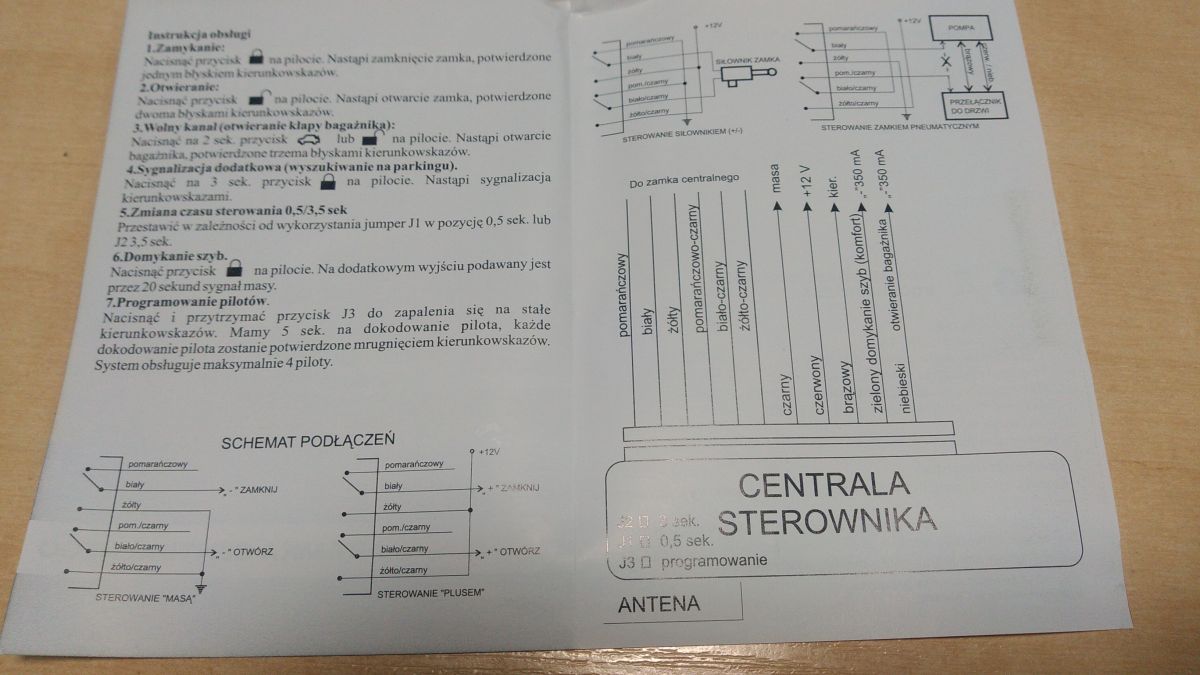 Instrukcja obsługi
1.Zamykanie:
Nacisnąć przycisk na pilocie. Nastąpi zamknięcie zamka, potwierdzone
jednym błyskiem kierunkowskazów.
2.Otwieranie:
Nacisnąć przycisk na pilocie. Nastąpi otwarcie zamka, potwierdzone
dwoma błyskami kierunkowskazów.
3.Wolny kanał (otwieranie klapy bagażnika):
Nacisnąć na 2 sek. przycisk lub na pilocie. Nastąpi otwarcie
bagażnika, potwierdzone trzema błyskami kierunkowskazów.
4.Sygnalizacja dodatkowa (wyszukiwanie na parkingu).
Nacisnąć na 3 sek. przycisk na pilocie. Nastąpi sygnalizacja
kierunkowskazami.
5.Zmiana czasu sterowania 0,5/3,5 sek
Przestawić w zależności od wykorzystania jumper J1 w pozycję 0,5 sek. lub
J2 3,5 sek.
6.Domykanie szyb.
Nacisnąć przycisk na pilocie. Na dodatkowym wyjściu podawany jest
przez 20 sekund sygnał masy.
7.Programowanie pilotów.
Nacisnąć i przytrzymać przycisk J3 do zapalenia się na stałe
kierunkowskazów. Mamy 5 sek. na dokodowanie pilota, każde
dokodowanie pilota zostanie potwierdzone mrugnięciem kierunkowskazów.
System obsługuje maksymalnie 4 piloty.
SCHEMAT PODŁĄCZEŃ
pomarańczowy
biały
„-" ZAMKNIJ
żółty
pom./czarny
biało/czarny
„-" OTWÓRZ
żółto/czarny
STEROWANIE "MASĄ"
+12V
pomarańczowy
biały
„+" ZAMKNIJ
żółty
pom./czarny
biało/czarny
„+" OTWÓRZ
żółto/czarny
STEROWANIE "PLUSEM"
+12V
pomarańczowy
biały
SIŁOWNIK ZAMKA
żółty
pom./czarny
biało/czarny
żółto/czarny
STEROWANIE SIŁOWNIKIEM (+/-)
+12V
POMPA
pomarańczowy
biały
żółty
pom./czarny
biało/czarny
żółto/czarny
brązowy
czerw. / nieb.
PRZEŁĄCZNIK
DO DRZWI
STEROWANIE ZAMKIEM PNEUMATYCZNYM
Do zamka centralnego
pomarańczowy
biały
żółty
pomarańczowo-czarny
biało-czarny
żółto-czarny
czarny masa
czerwony +12 V
brązowy kier.
zielony domykanie szyb (komfort) „-"350 mA
niebieski otwieranie bagażnika „-"350 mA
CENTRALA
STEROWNIKA
J2 3 sek.
J1 0,5 sek.
J3 programowanie
ANTENA